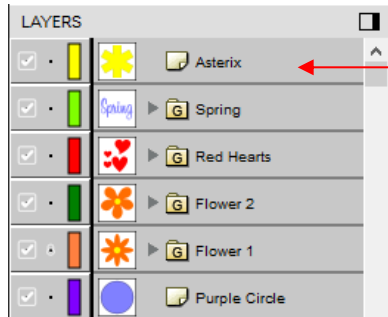 LAYERS
Asterix
Spring G Spring
G Red Hearts
G Flower 2
G Flower 1
Purple Circle